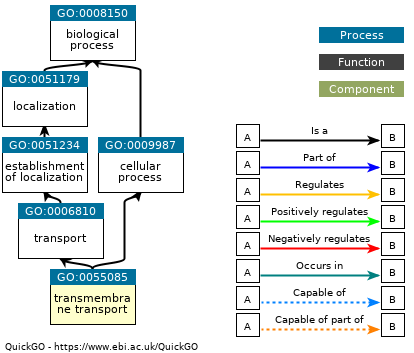 GO:0008150
biological
process
GO:0051179
localization
GO:0051234
establishment
of localization
GO:0009987
cellular
process
GO:0006810
transport
GO:0055085
transmembra
ne transport
Process
Function
Component
A Is a B
A Part of B
A Regulates B
A Positively regulates B
A Negatively regulates B
A Occurs in B
A Capable of B
A Capable of part of B
QuickGO - https://www.ebi.ac.uk/QuickGO